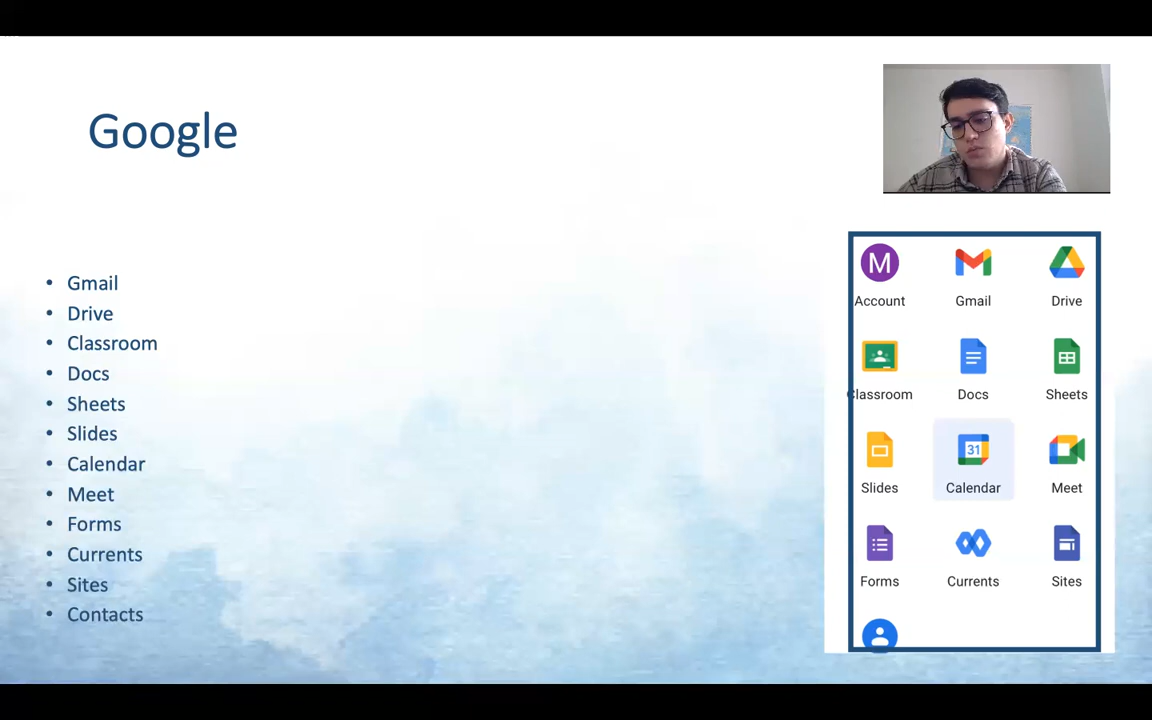 Google
• Gmail
• Drive
• Classroom
• Docs
• Sheets
• Slides
• Calendar
• Meet
• Forms
• Currents
• Sites
• Contacts
M
Account Gmail Drive
Classroom Docs Sheets
31
Slides Calendar Meet
Forms Currents Sites